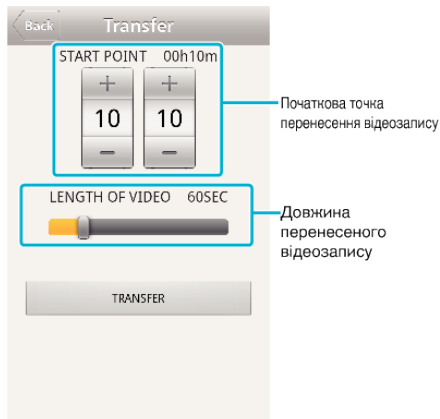 Back Transfer
START POINT 00h10m
+ +
10 10
− −
Початкова точка
перенесення відеозапису
LENGTH OF VIDEO 60SEC
Довжина
перенесеного
відеозапису
TRANSFER